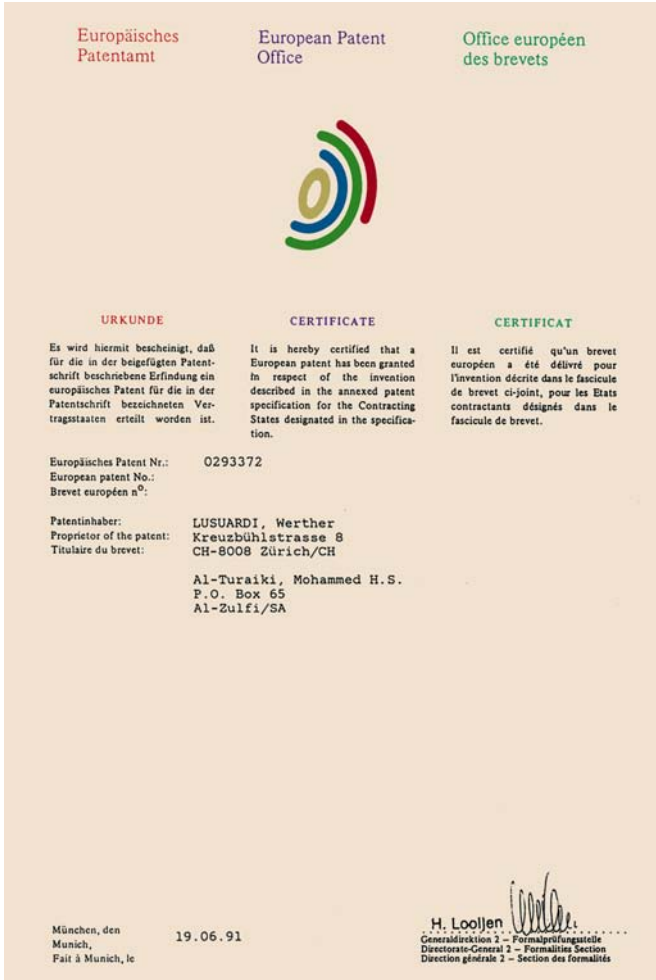 Europäisches
Patentamt
European Patent
Office
Office européen
des brevets
URKUNDE
Es wird hiermit bescheinigt, daß
für die in der beigefügten Patent-
schrift beschriebene Erfindung ein
europäisches Patent für die in der
Patentschrift bezeichneten Ver-
tragsstaaten erteilt worden ist.
CERTIFICATE
It is hereby certified that a
European patent has been granted
in respect of the invention
described in the annexed patent
specification for the Contracting
States designated in the specifica-
tion.
CERTIFICAT
Il est certifié qu'un brevet
européen a été délivré pour
l'invention décrite dans le fascicule
de brevet ci-joint, pour les Etats
contractants désignés dans le
fascicule de brevet.
Europäisches Patent Nr.: 0293372
European patent No.:
Brevet européen nº:
Patentinhaber: LUSUARDI, Werther
Proprietor of the patent: Kreuzbühlstrasse 8
Titulaire du brevet: CH-8008 Zürich/CH
Al-Turaiki, Mohammed H.S.
P.O. Box 65
Al-Zulfi/SA
München, den
Munich, 19.06.91
Fait à Munich, le
H. Looijen
Generaldirektion 2 – Formalprüfungsstelle
Directorate-General 2 – Formalities Section
Direction générale 2 – Section des formalités